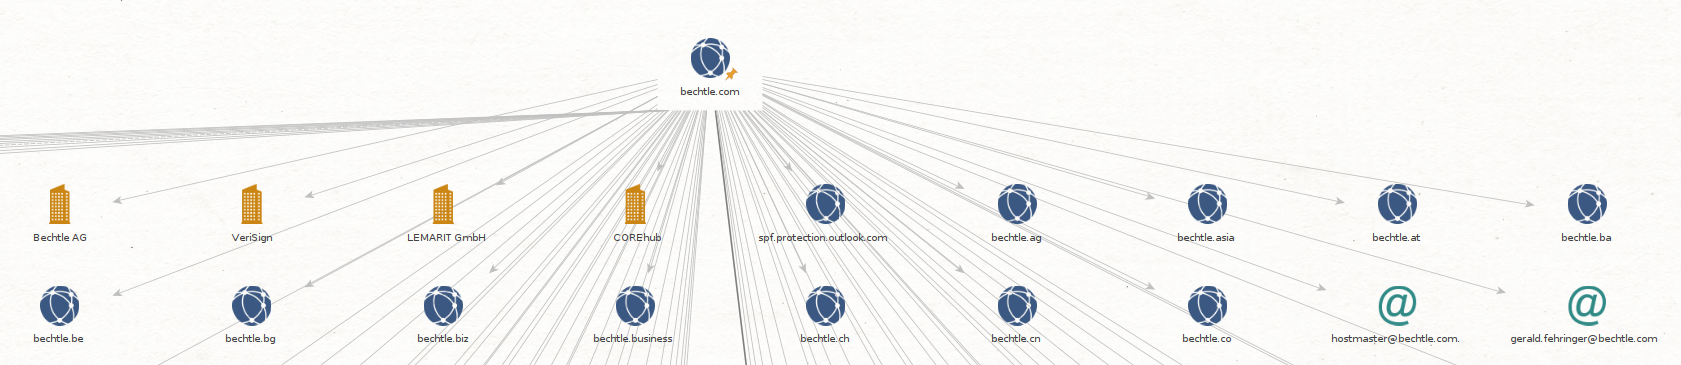 bechtle.com
Bechtle AG
VeriSign
LEMARIT GmbH
COREhub
spf.protection.outlook.com
bechtle.ag
bechtle.asia
bechtle.at
bechtle.ba
bechtle.be
bechtle.bg
bechtle.biz
bechtle.business
bechtle.ch
bechtle.cn
bechtle.co
hostmaster@bechtle.com.
gerald.fehringer@bechtle.com